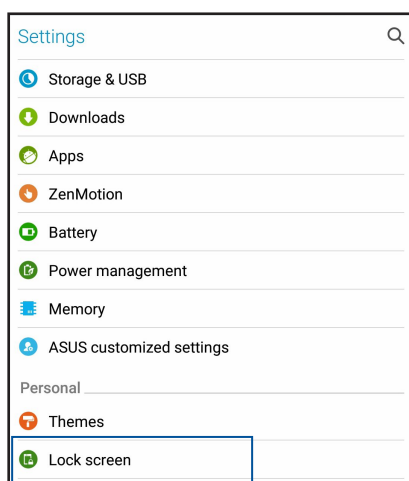 Settings
Storage & USB
Downloads
Apps
ZenMotion
Battery
Power management
Memory
ASUS customized settings
Personal
Themes
Lock screen